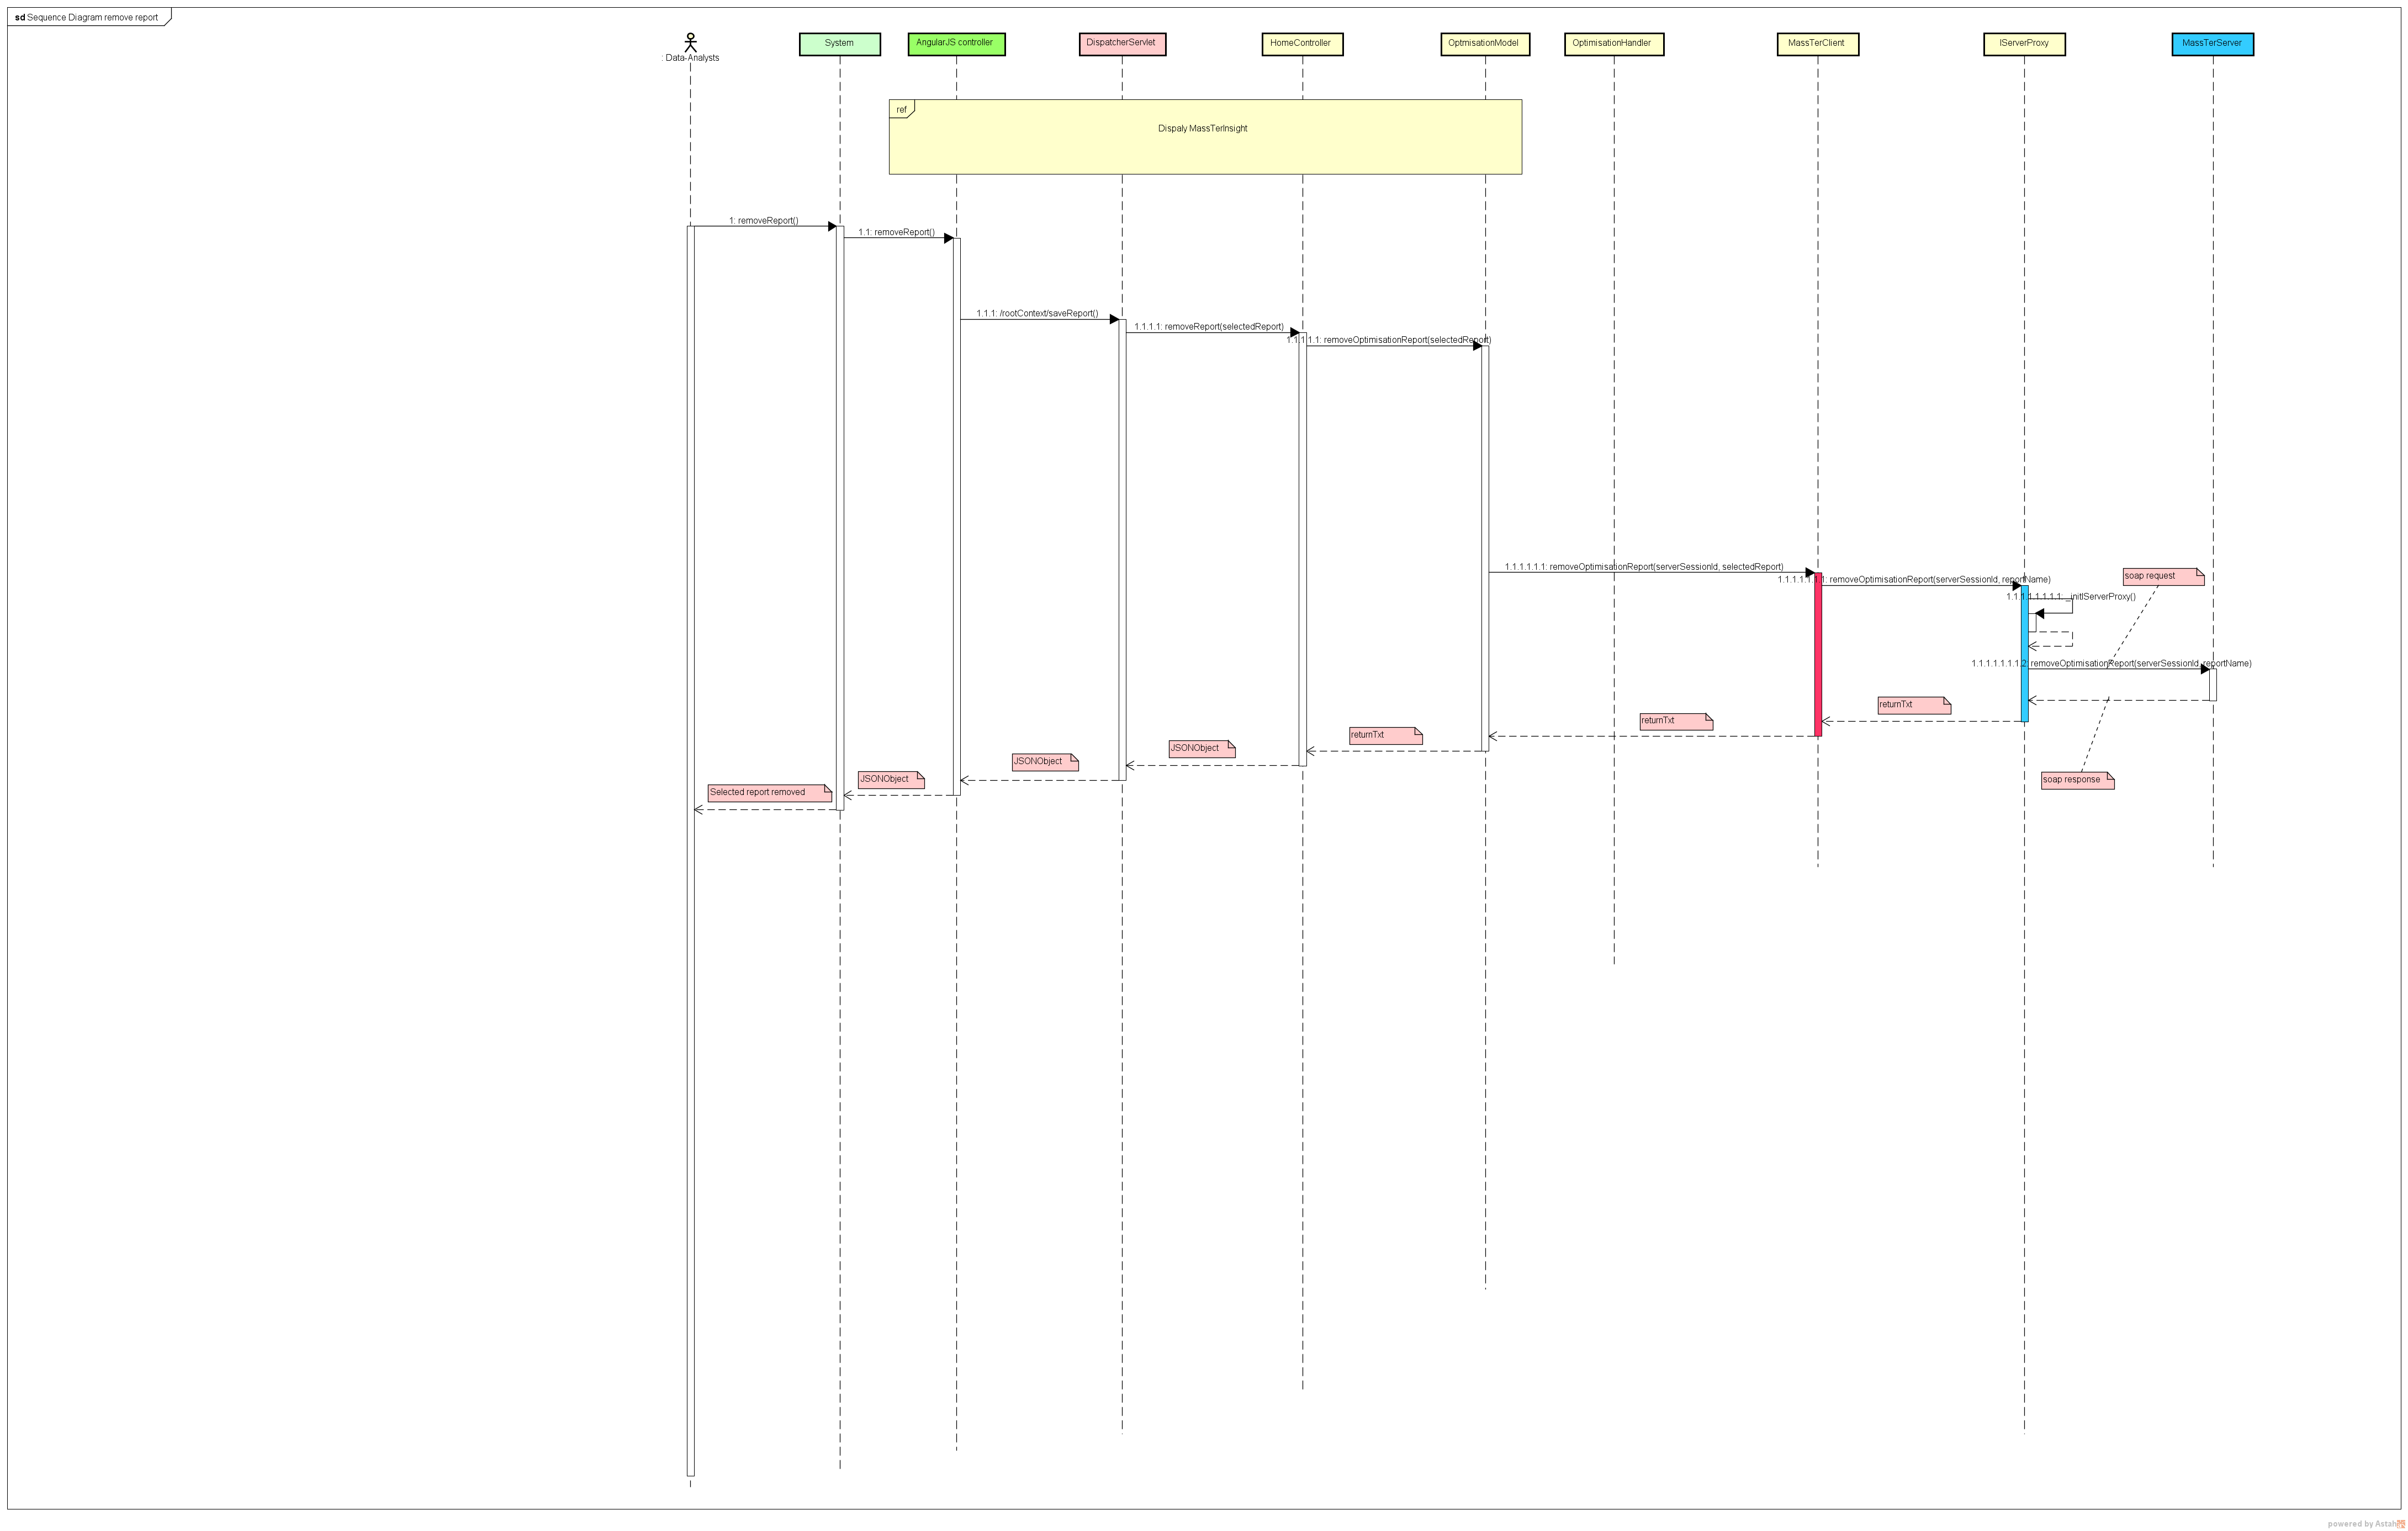 sd Sequence Diagram remove report
: Data-Analysts
System
AngularJS controller
DispatcherServlet
HomeController
OptmisationModel
OptimisationHandler
MassTerClient
IServerProxy
MassTerServer
ref
Dispaly MassTerInsight
1: removeReport()
1.1: removeReport()
1.1.1: /rootContext/saveReport()
1.1.1.1: removeReport(selectedReport)
1.1.1.1.1: removeOptimisationReport(selectedReport)
1.1.1.1.1.1: removeOptimisationReport(serverSessionId, selectedReport)
soap request
1.1.1.1.1.1.1: removeOptimisationReport(serverSessionId, reportName)
1.1.1.1.1.1.1.1: _initIServerProxy()
1.1.1.1.1.1.1.2: removeOptimisationReport(serverSessionId, reportName)
returnTxt
returnTxt
returnTxt
JSONObject
JSONObject
JSONObject
soap response
Selected report removed
powered by Astah